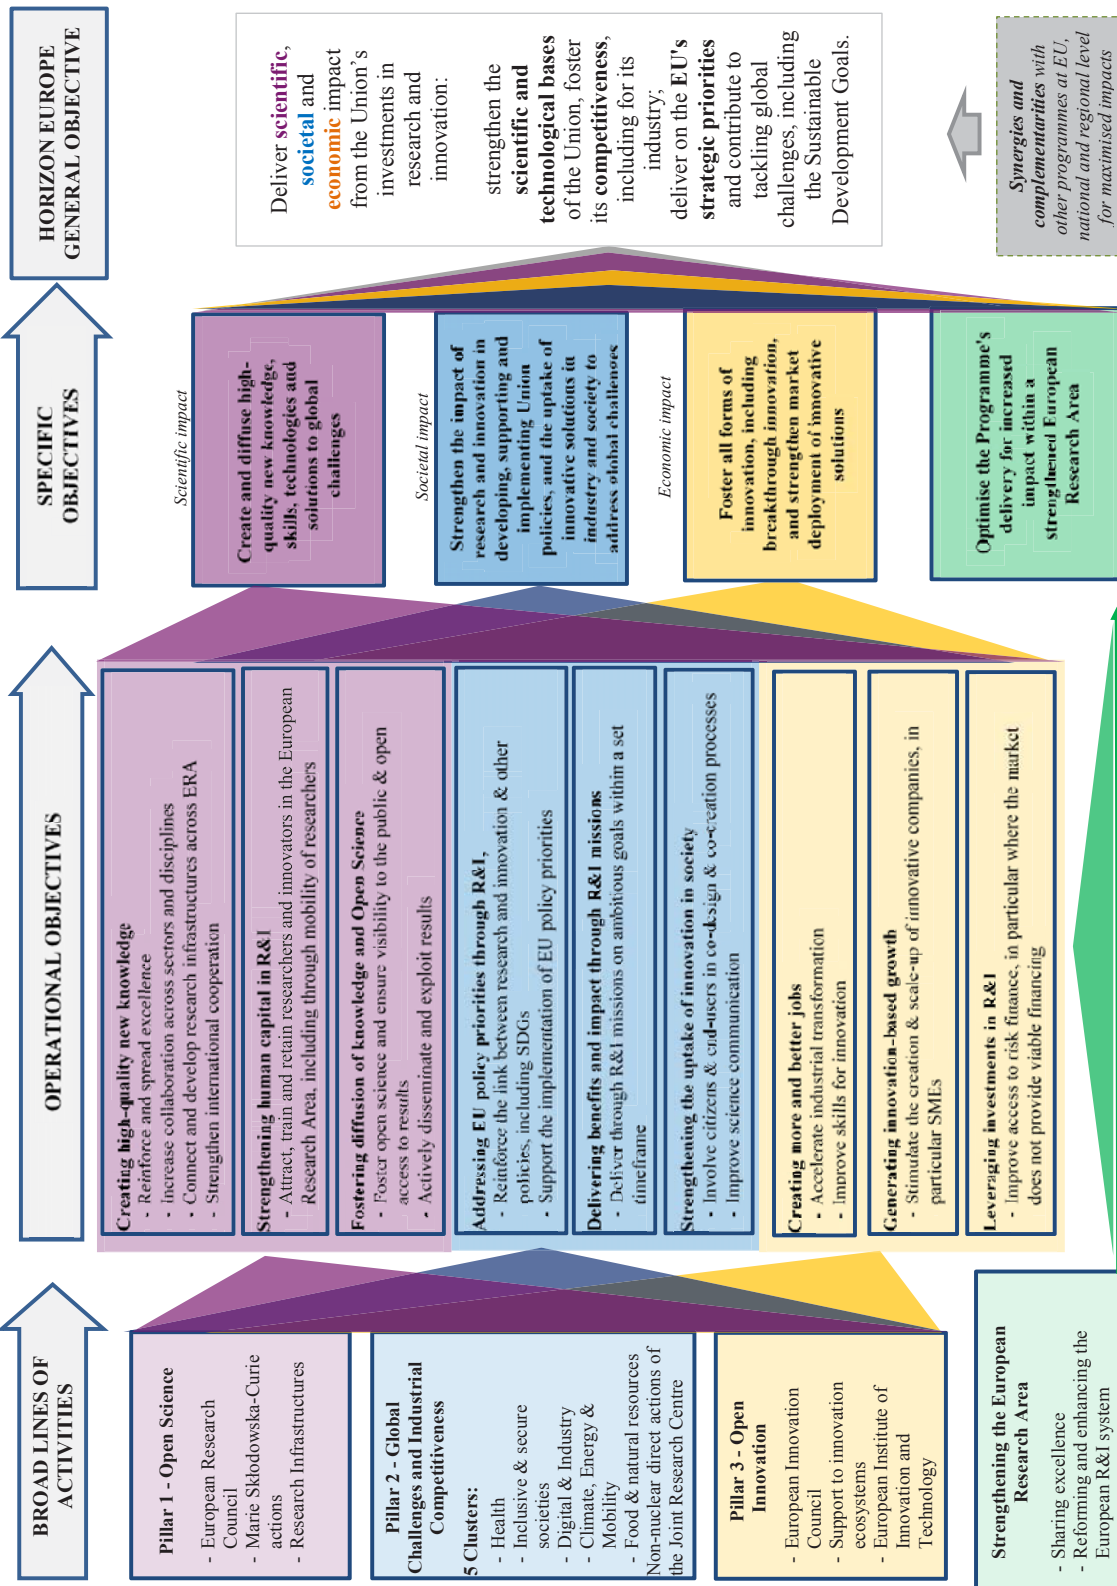 BROAD LINES OF
ACTIVITIES
OPERATIONAL OBJECTIVES
SPECIFIC
OBJECTIVES
HORIZON EUROPE
GENERAL OBJECTIVE
Pillar 1 - Open Science
- European Research
Council
- Marie Skłodowska-Curie
actions
- Research Infrastructures
Pillar 2 - Global
Challenges and Industrial
Competitiveness
5 Clusters:
- Health
- Inclusive & secure
societies
- Digital & Industry
- Climate, Energy &
Mobility
- Food & natural resources
Non-nuclear direct actions of
the Joint Research Centre
Pillar 3 - Open
Innovation
- European Innovation
Council
- Support to innovation
ecosystems
- European Institute of
Innovation and
Technology
Strengthening the European
Research Area
- Sharing excellence
- Reforming and enhancing the
European R&I system
Creating high-quality new knowledge
- Reinforce and spread excellence
- Increase collaboration across sectors and disciplines
- Connect and develop research infrastructures across ERA
- Strengthen international cooperation
Strengthening human capital in R&I
- Attract, train and retain researchers and innovators in the European
Research Area, including through mobility of researchers
Fostering diffusion of knowledge and Open Science
- Foster open science and ensure visibility to the public & open
access to results
- Actively disseminate and exploit results
Addressing EU policy priorities through R&I,
- Reinforce the link between research and innovation & other
policies, including SDGs
- Support the implementation of EU policy priorities
Delivering benefits and impact through R&I missions
- Deliver through R&I missions on ambitious goals within a set
timeframe
Strengthening the uptake of innovation in society
- Involve citizens & end-users in co-design & co-creation processes
- Improve science communication
Creating more and better jobs
- Accelerate industrial transformation
- Improve skills for innovation
Generating innovation-based growth
- Stimulate the creation & scale-up of innovative companies, in
particular SMEs
Leveraging investments in R&I
- Improve access to risk finance, in particular where the market
does not provide viable financing
Scientific impact
Create and diffuse high-
quality new knowledge,
skills, technologies and
solutions to global
challenges
Societal impact
Strengthen the impact of
research and innovation in
developing, supporting and
implementing Union
policies, and the uptake of
innovative solutions in
industry and society to
address global challenges
Economic impact
Foster all forms of
innovation, including
breakthrough innovation,
and strengthen market
deployment of innovative
solutions
Optimise the Programme's
delivery for increased
impact within a
strengthened European
Research Area
Deliver scientific,
societal and
economic impact
from the Union's
investments in
research and
innovation:
strengthen the
scientific and
technological bases
of the Union, foster
its competitiveness,
including for its
industry;
deliver on the EU's
strategic priorities
and contribute to
tackling global
challenges, including
the Sustainable
Development Goals.
Synergies and
complementarities with
other programmes at EU,
national and regional level
for maximised impacts